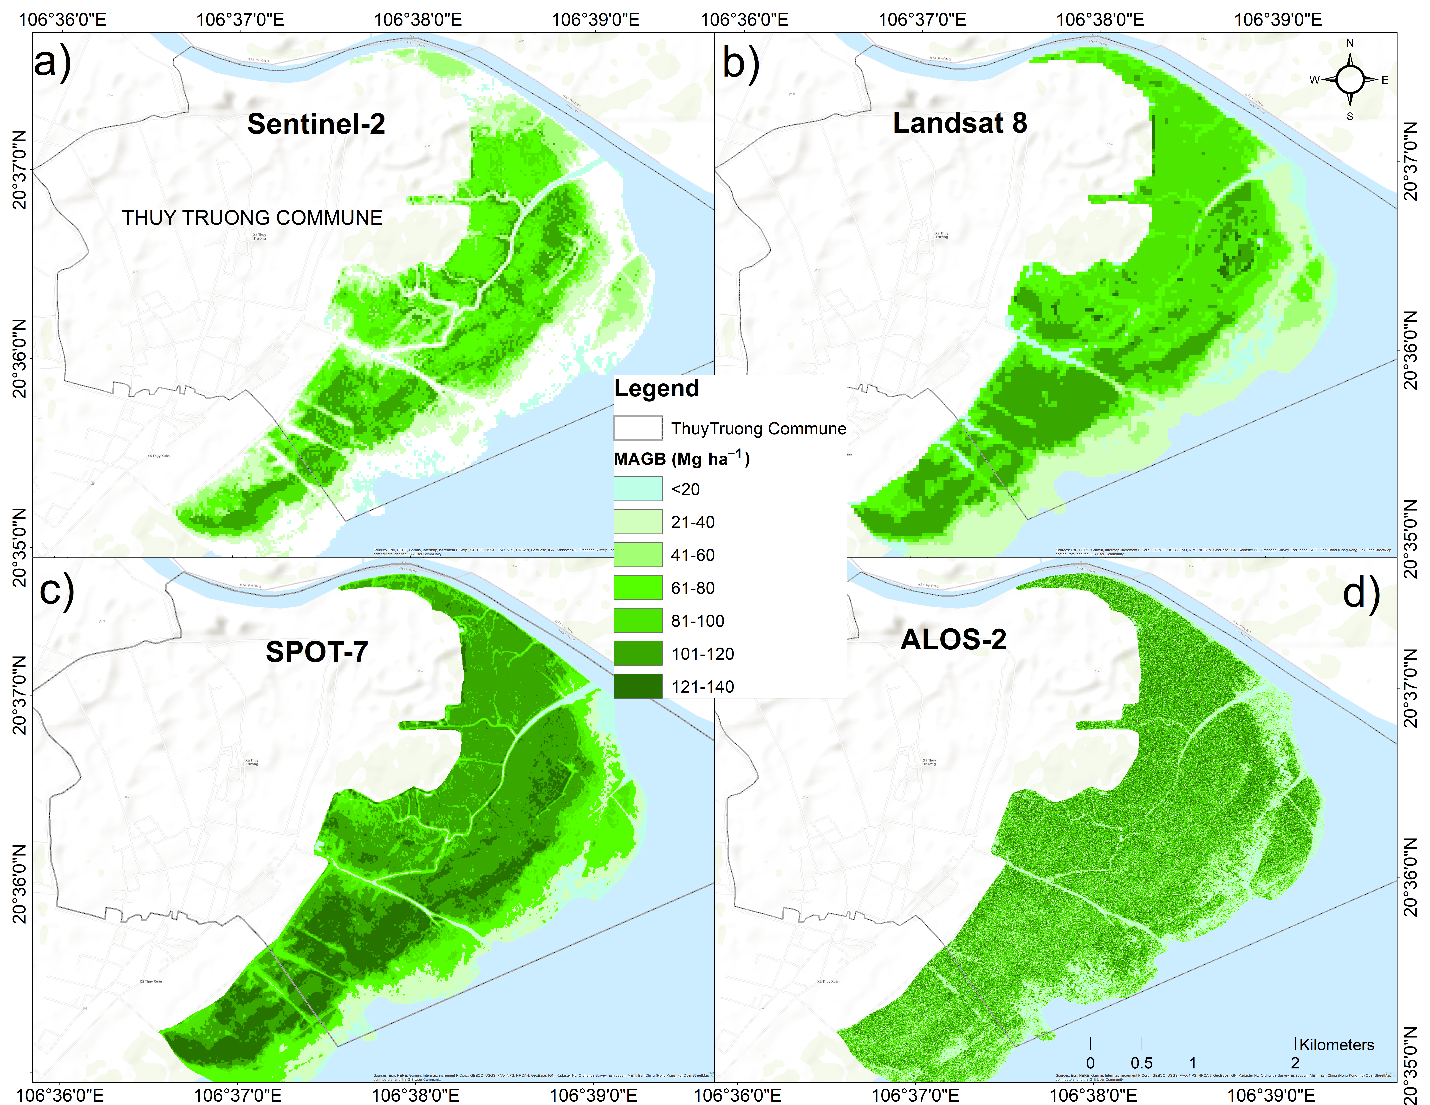 106°36'0"E 106°37'0"E 106°38'0"E 106°39'0"E 106°36'0"E 106°37'0"E 106°38'0"E 106°39'0"E
a)
Sentinel-2
THUY TRUONG COMMUNE
b)
Landsat 8
N
W E
S
20°37'0"N
20°36'0"N
20°35'0"N
20°37'0"N
20°36'0"N
20°35'0"N
Legend
ThuyTruong Commune
MAGB (Mg ha⁻¹)
<20
21-40
41-60
61-80
81-100
101-120
121-140
c)
SPOT-7
d)
ALOS-2
20°37'0"N
20°36'0"N
20°37'0"N
20°36'0"N
20°35'0"N
Kilometers
0 0.5 1 2
106°36'0"E 106°37'0"E 106°38'0"E 106°39'0"E 106°36'0"E 106°37'0"E 106°38'0"E 106°39'0"E